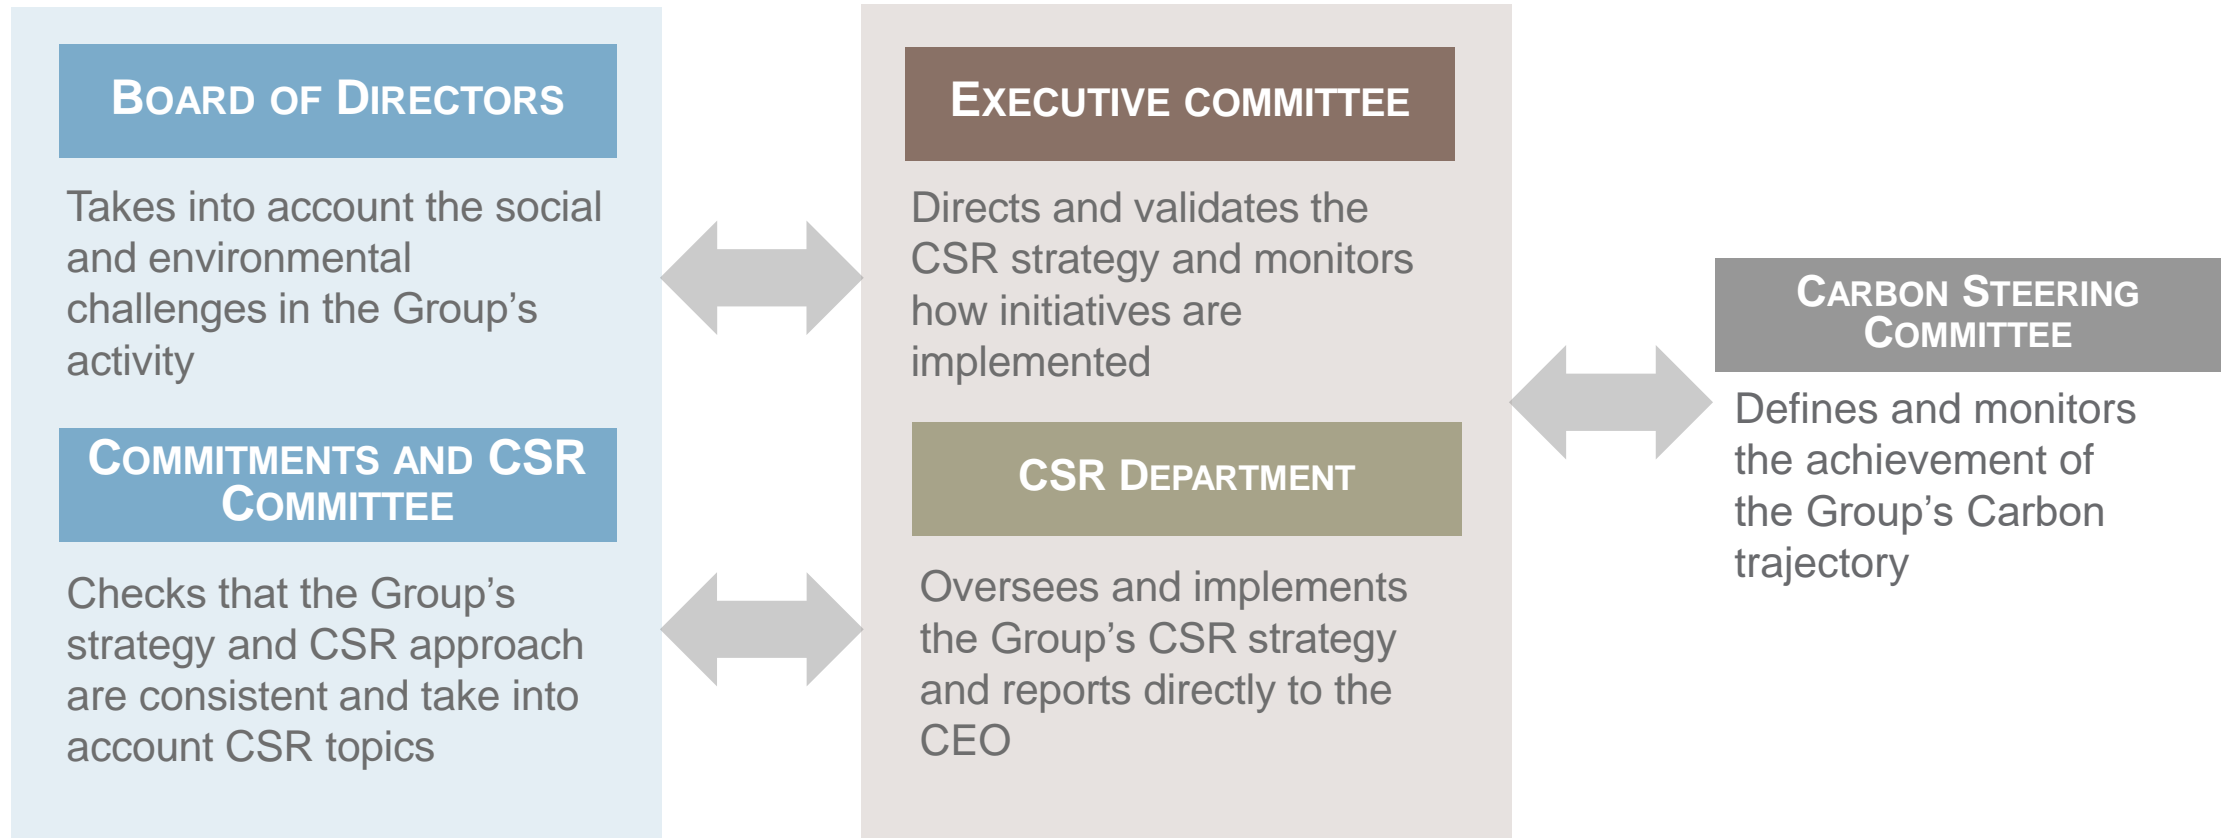 BOARD OF DIRECTORS
Takes into account the social
and environmental
challenges in the Group’s
activity
COMMITMENTS AND CSR
COMMITTEE
Checks that the Group’s
strategy and CSR approach
are consistent and take into
account CSR topics
EXECUTIVE COMMITTEE
Directs and validates the
CSR strategy and monitors
how initiatives are
implemented
CSR DEPARTMENT
Oversees and implements
the Group’s CSR strategy
and reports directly to the
CEO
CARBON STEERING
COMMITTEE
Defines and monitors
the achievement of
the Group’s Carbon
trajectory